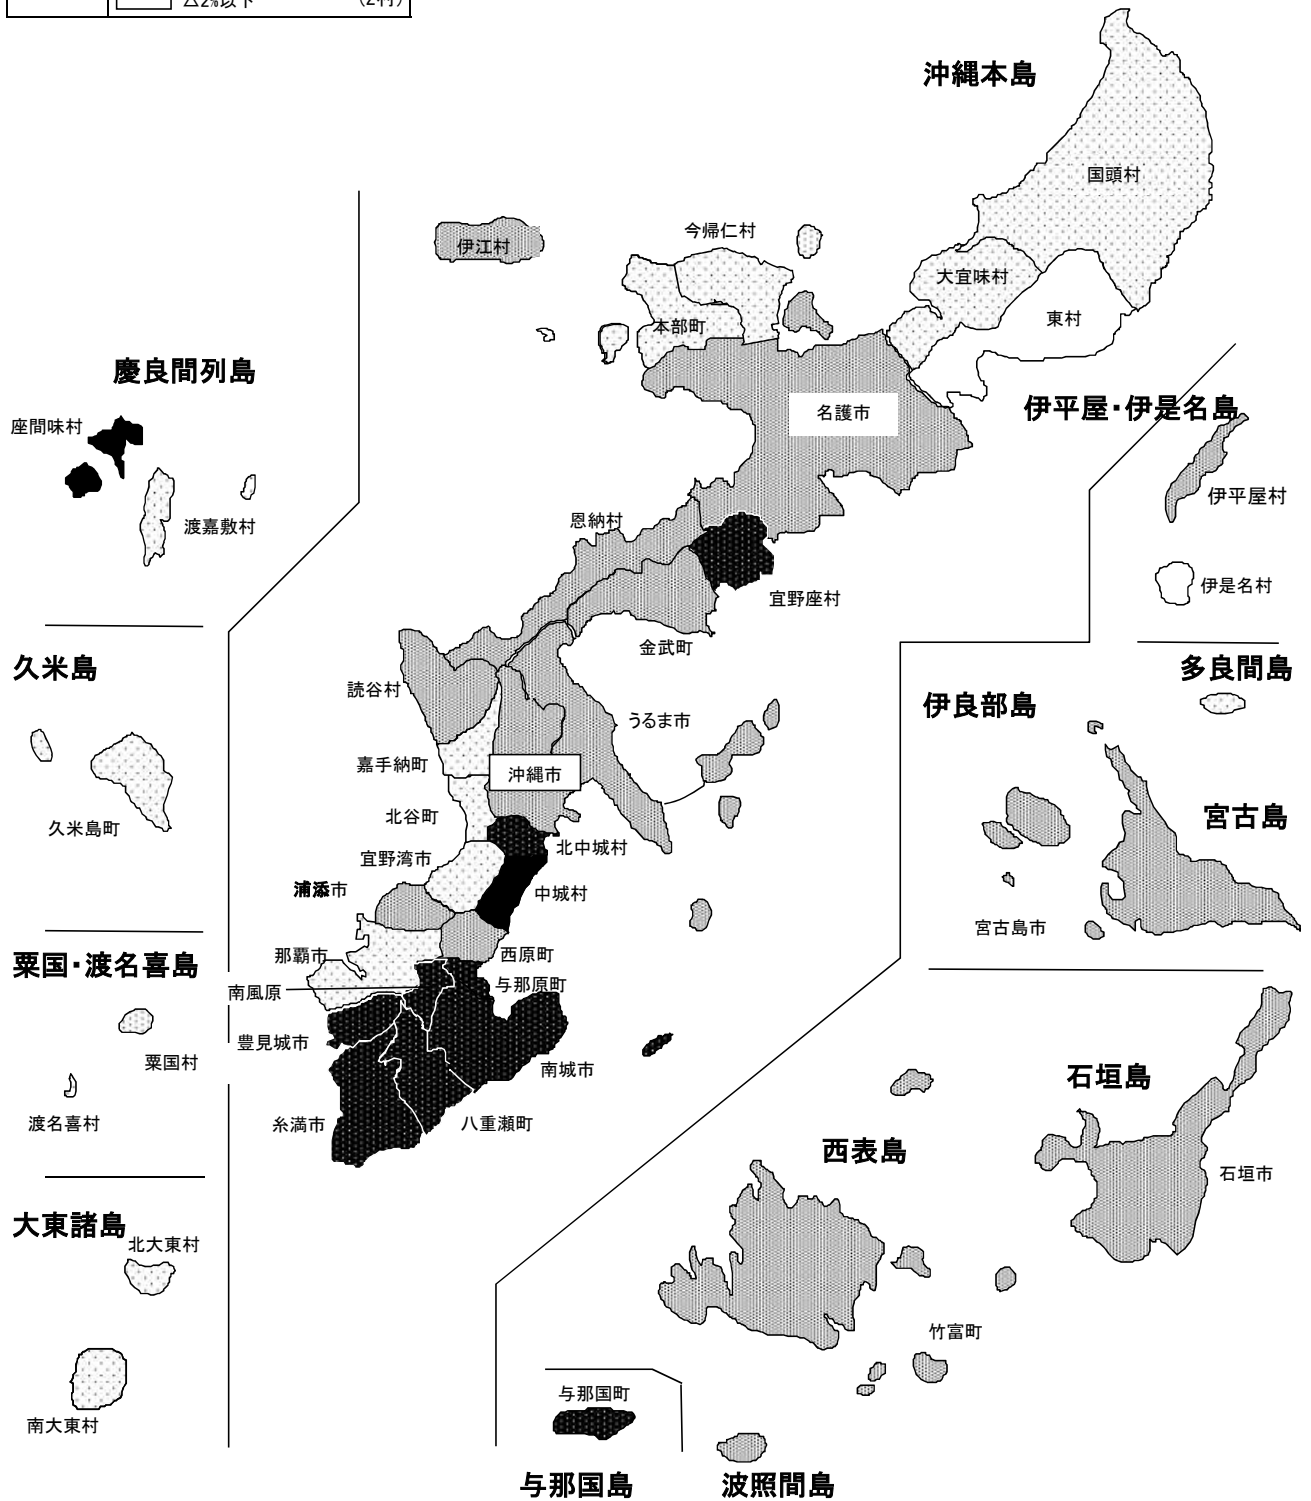 △2%以下 (2村)
沖縄本島
国頭村
今帰仁村
伊江村
大宜味村
東村
本部町
慶良間列島
座間味村
名護市
伊平屋・伊是名島
伊平屋村
渡嘉敷村
恩納村
伊是名村
宜野座村
金武町
久米島
多良間島
読谷村
伊良部島
うるま市
嘉手納町
沖縄市
久米島町
北谷町
宮古島
北中城村
宜野湾市
浦添市
中城村
宮古島市
那覇市
西原町
粟国・渡名喜島
与那原町
南風原
豊見城市
粟国村
南城市
石垣島
渡名喜村
糸満市
八重瀬町
西表島
石垣市
大東諸島
北大東村
竹富町
与那国町
南大東村
与那国島
波照間島